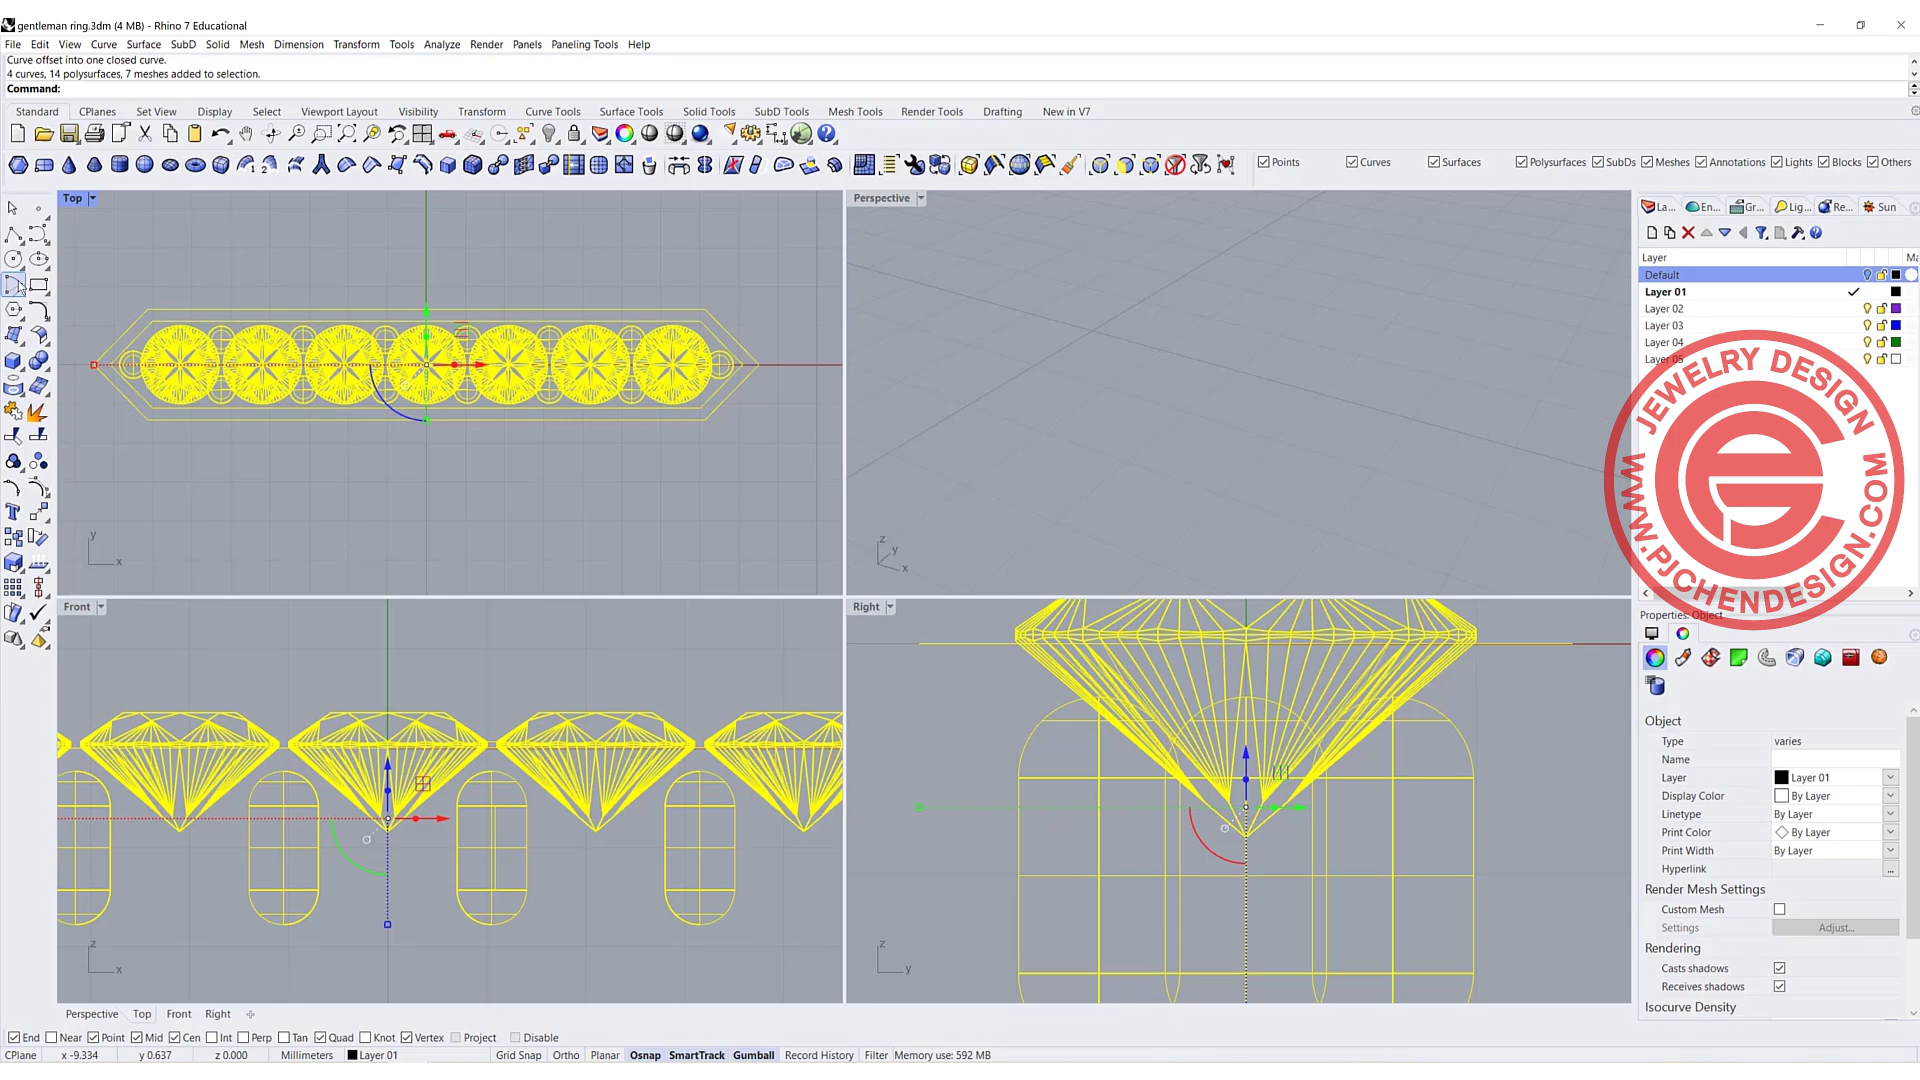 gentleman ring.3dm (4 MB) - Rhino 7 Educational
File Edit View Curve Surface SubD Solid Mesh Dimension Transform Tools Analyze Render Panels Paneling Tools Help
Curve offset into one closed curve.
4 curves, 14 polysurfaces, 7 meshes added to selection.
Command:
Standard CPlanes Set View Display Select Viewport Layout Visibility Transform Curve Tools Surface Tools Solid Tools SubD Tools Mesh Tools Render Tools Drafting New in V7
Points Curves Surfaces Polysurfaces SubDs Meshes Annotations Lights Blocks Others
Top
Perspective
La... En... Gr... Lig... Re... Sun
Layer Ma
Default
Layer 01
Layer 02
Layer 03
Layer 04
Layer 05
JEWELRY DESIGN
WWW.PJCHENDESIGN.COM
y
x
z
y
x
Front
Right
z
x
z
y
Properties: Object
Object
Type varies
Name
Layer Layer 01
Display Color By Layer
Linetype By Layer
Print Color By Layer
Print Width By Layer
Hyperlink ...
Render Mesh Settings
Custom Mesh
Settings Adjust...
Rendering
Casts shadows
Receives shadows
Isocurve Density
Perspective Top Front Right
End Near Point Mid Cen Int Perp Tan Quad Knot Vertex Project Disable
CPlane x -9.334 y 0.637 z 0.000 Millimeters Layer 01 Grid Snap Ortho Planar Osnap SmartTrack Gumball Record History Filter Memory use: 592 MB